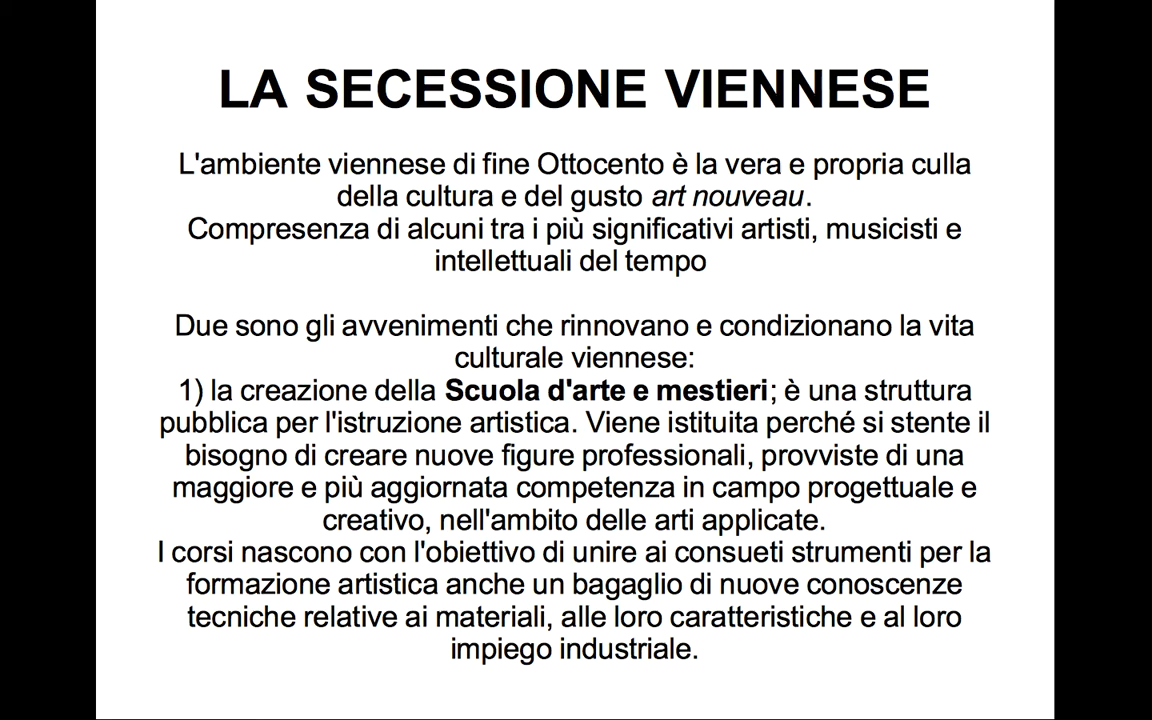 LA SECESSIONE VIENNESE
L'ambiente viennese di fine Ottocento è la vera e propria culla
della cultura e del gusto art nouveau.
Compresenza di alcuni tra i più significativi artisti, musicisti e
intellettuali del tempo
Due sono gli avvenimenti che rinnovano e condizionano la vita
culturale viennese:
1) la creazione della Scuola d'arte e mestieri; è una struttura
pubblica per l'istruzione artistica. Viene istituita perché si stente il
bisogno di creare nuove figure professionali, provviste di una
maggiore e più aggiornata competenza in campo progettuale e
creativo, nell'ambito delle arti applicate.
I corsi nascono con l'obiettivo di unire ai consueti strumenti per la
formazione artistica anche un bagaglio di nuove conoscenze
tecniche relative ai materiali, alle loro caratteristiche e al loro
impiego industriale.